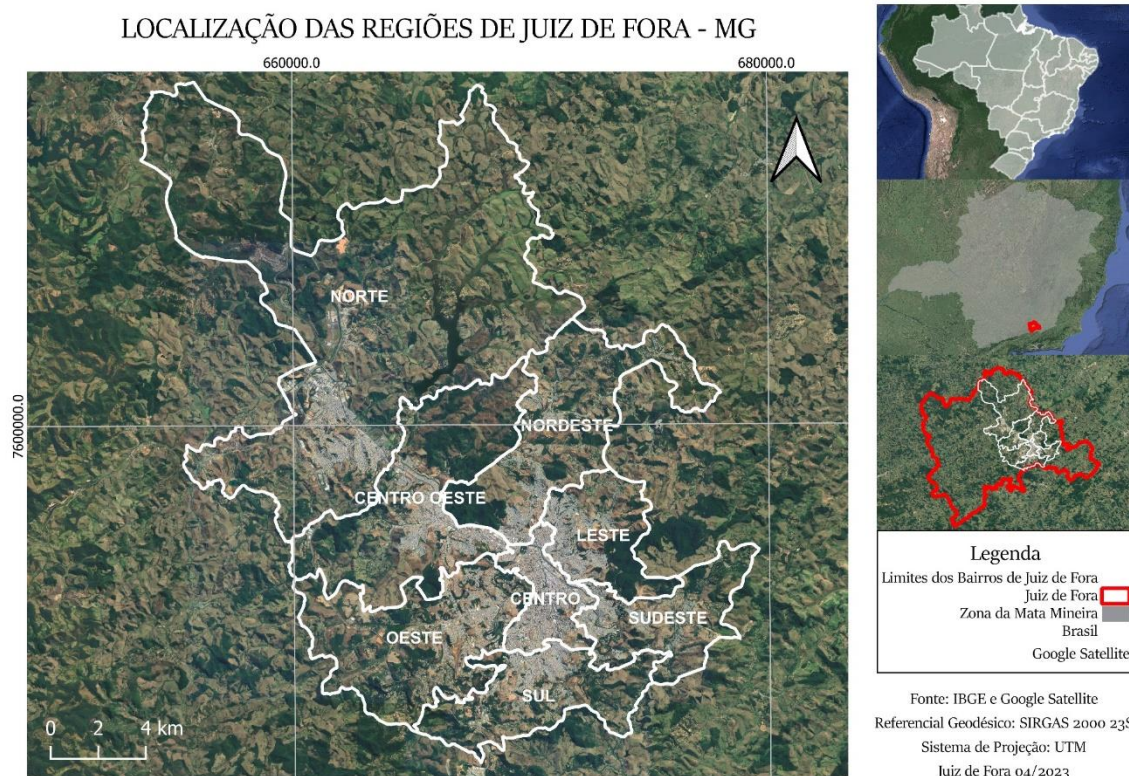 LOCALIZAÇÃO DAS REGIÕES DE JUIZ DE FORA - MG
660000.0
680000.0
7600000.0
NORTE
NORDESTE
CENTRO OESTE
LESTE
CENTRO
SUDESTE
OESTE
SUL
0 2 4 km
Legenda
Limites dos Bairros de Juiz de Fora
Juiz de Fora
Zona da Mata Mineira
Brasil
Google Satellite
Fonte: IBGE e Google Satellite
Referencial Geodésico: SIRGAS 2000 23S
Sistema de Projeção: UTM
Juiz de Fora 04/2023